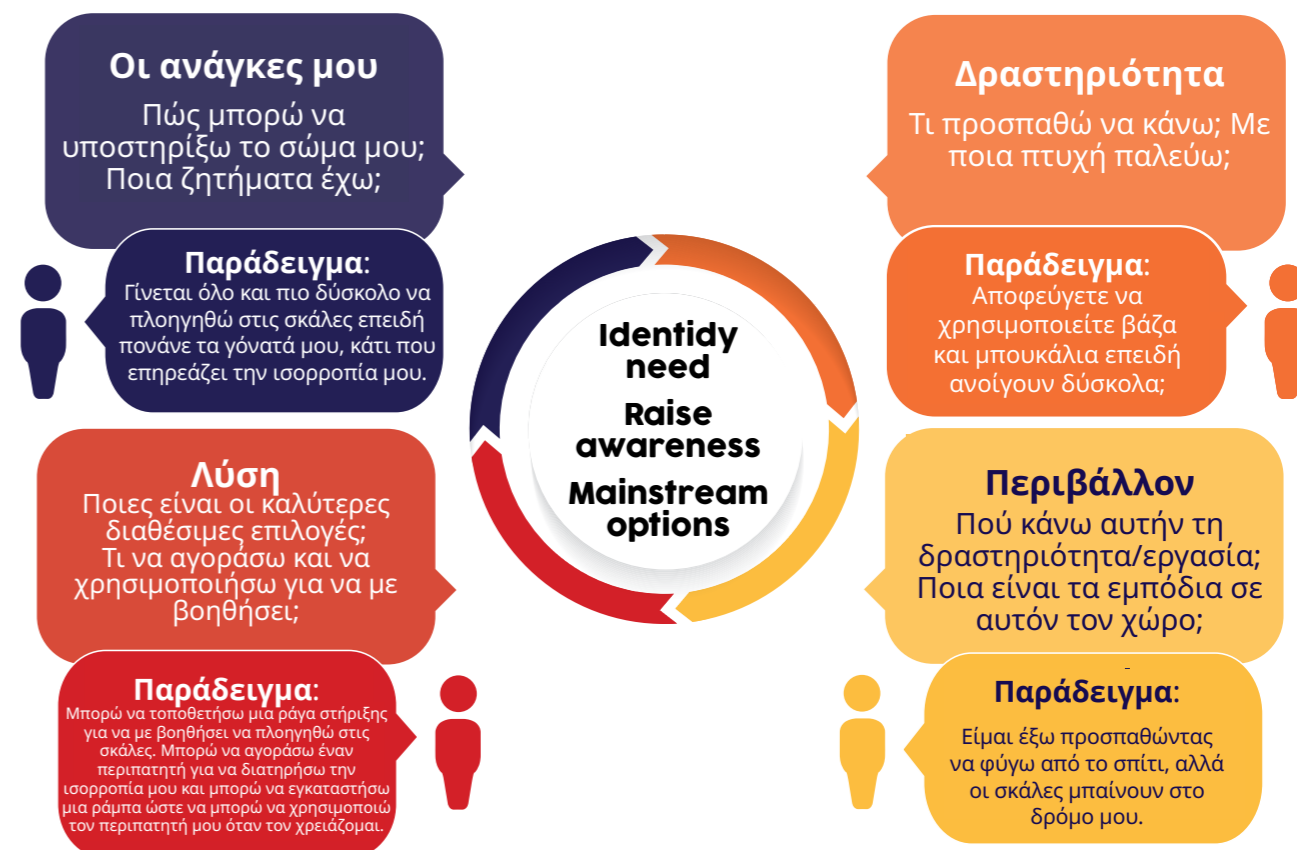 Οι ανάγκες μου
Πώς μπορώ να
υποστηρίξω το σώμα μου;
Ποια ζητήματα έχω;
Παράδειγμα:
Γίνεται όλο και πιο δύσκολο να
πλοηγηθώ στις σκάλες επειδή
πονάνε τα γόνατά μου, κάτι που
επηρεάζει την ισορροπία μου.
Δραστηριότητα
Τι προσπαθώ να κάνω; Με
ποια πτυχή παλεύω;
Παράδειγμα:
Αποφεύγετε να
χρησιμοποιείτε βάζα
και μπουκάλια επειδή
ανοίγουν δύσκολα;
Identidy
need
Raise
awareness
Mainstream
options
Λύση
Ποιες είναι οι καλύτερες
διαθέσιμες επιλογές;
Τι να αγοράσω και να
χρησιμοποιήσω για να με
βοηθήσει;
Παράδειγμα:
Μπορώ να τοποθετήσω μια ράγα στήριξης
για να με βοηθήσει να πλοηγηθώ στις
σκάλες. Μπορώ να αγοράσω έναν
περιπατητή για να διατηρήσω την
ισορροπία μου και μπορώ να εγκαταστήσω
μια ράμπα ώστε να μπορώ να χρησιμοποιώ
τον περιπατητή μου όταν τον χρειάζομαι.
Περιβάλλον
Πού κάνω αυτήν τη
δραστηριότητα/εργασία;
Ποια είναι τα εμπόδια σε
αυτόν τον χώρο;
Παράδειγμα:
Είμαι έξω προσπαθώντας
να φύγω από το σπίτι, αλλά
οι σκάλες μπαίνουν στο
δρόμο μου.